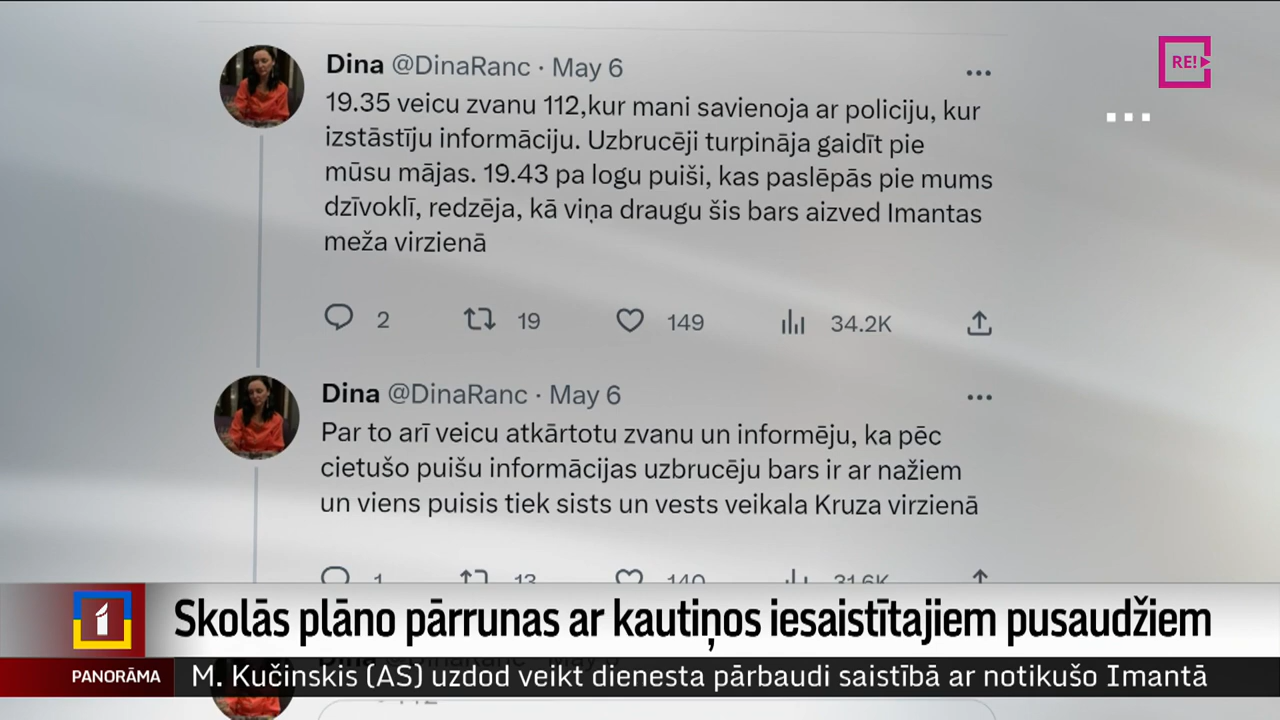 Dina @DinaRanc · May 6
RE!
19.35 veicu zvanu 112,kur mani savienoja ar policiju, kur
izstāstīju informāciju. Uzbrucēji turpināja gaidīt pie
mūsu mājas. 19.43 pa logu puiši, kas paslēpās pie mums
dzīvoklī, redzēja, kā viņa draugu šis bars aizved Imantas
meža virzienā
2 19 149 34.2K
Dina @DinaRanc · May 6
Par to arī veicu atkārtotu zvanu un informēju, ka pēc
cietušo puišu informācijas uzbrucēju bars ir ar nažiem
un viens puisis tiek sists un vests veikala Kruza virzienā
1 13 140 31.6K
1 Skolās plāno pārrunas ar kautiņos iesaistītajiem pusaudžiem
PANORĀMA M. Kučinskis (AS) uzdod veikt dienesta pārbaudi saistībā ar notikušo Imantā